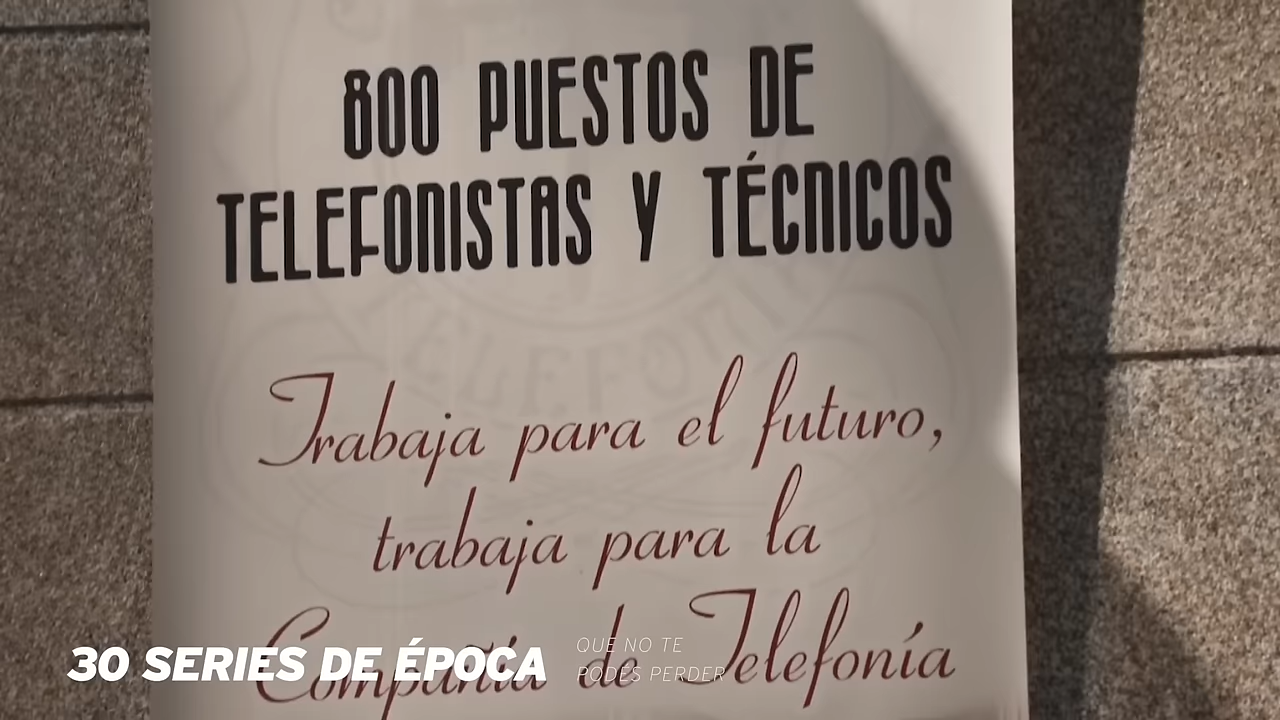 800 PUESTOS DE
TELEFONISTAS Y TÉCNICOS
TELEFONÍA
Trabaja para el futuro,
trabaja para la
Compañía de Telefonía
30 SERIES DE ÉPOCA
QUE NO TE
PODÉS PERDER